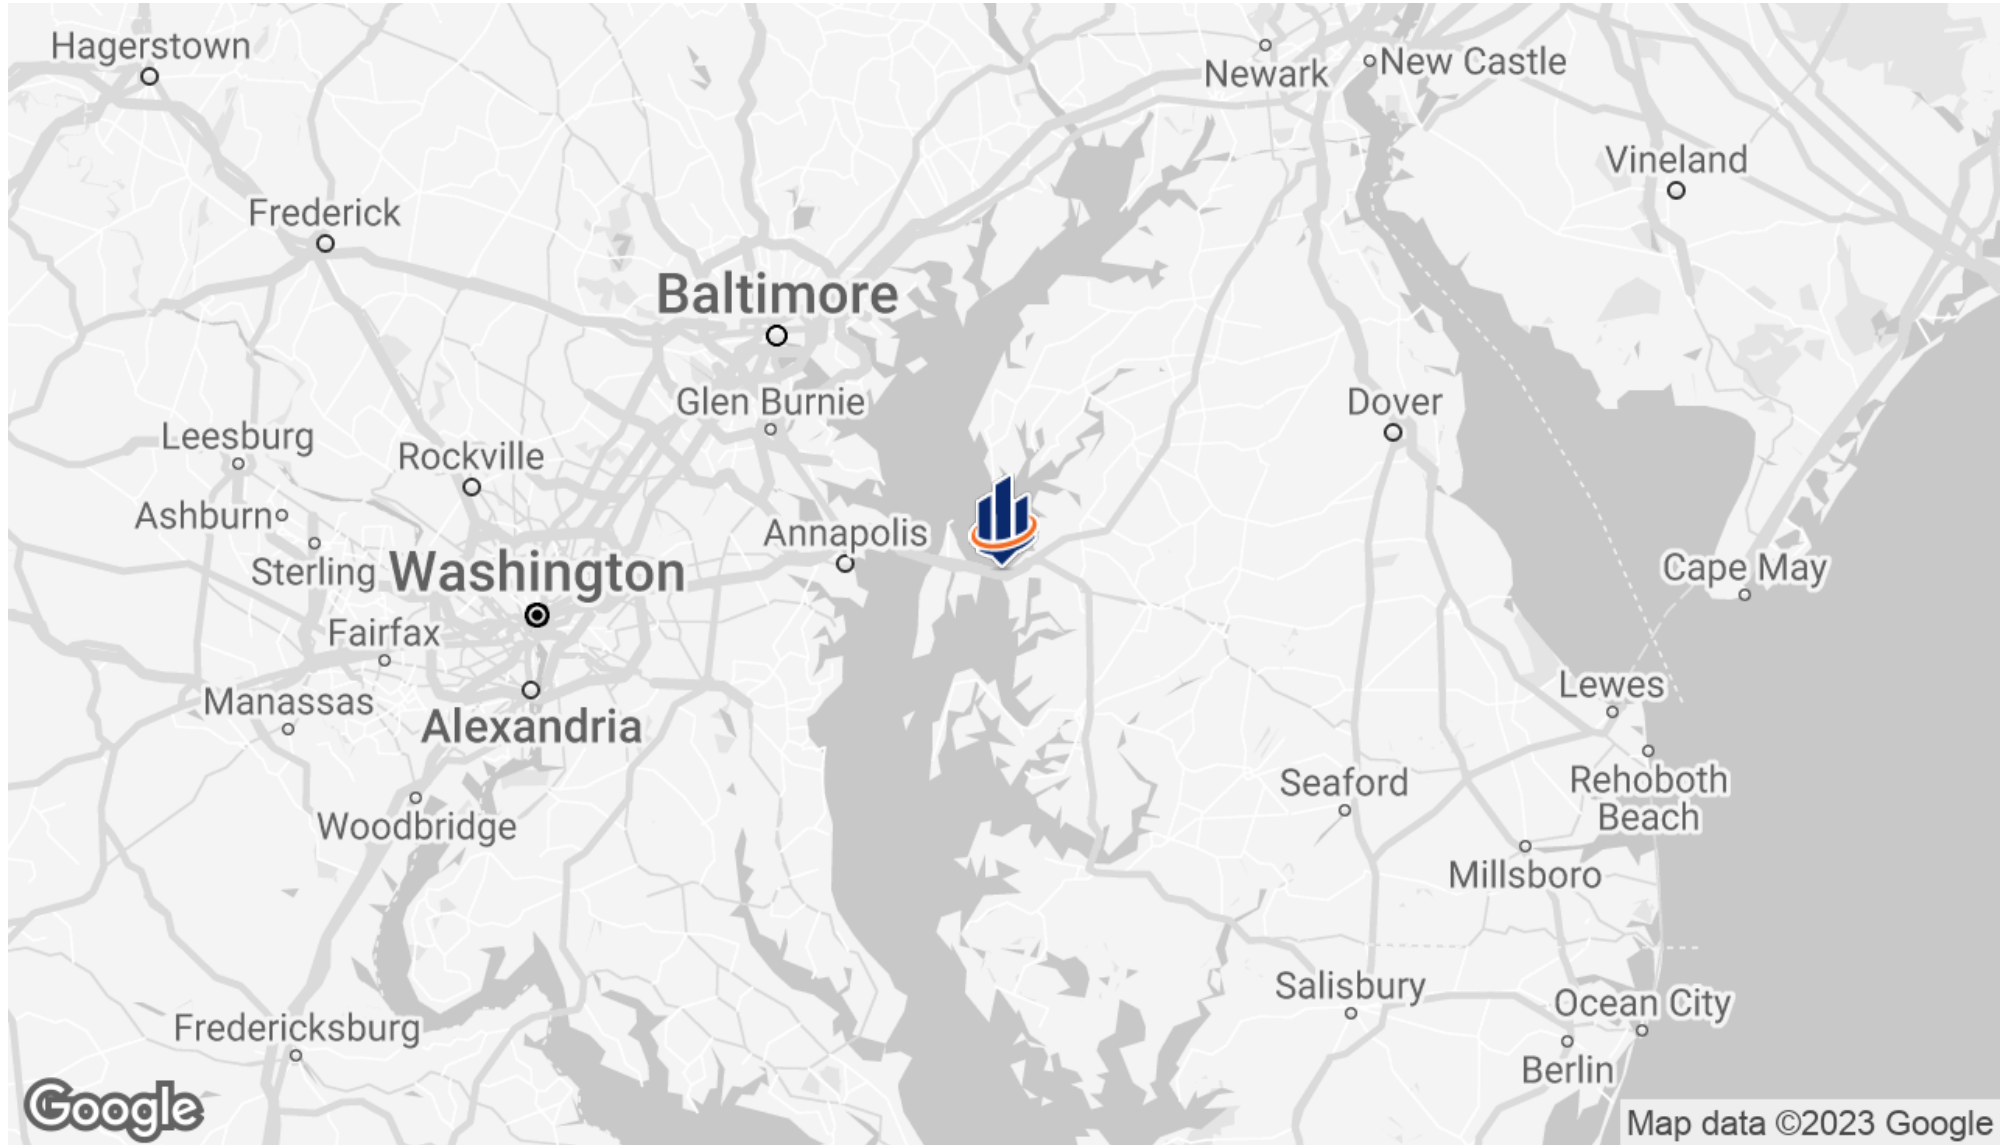 Hagerstown
Newark
New Castle
Vineland
Frederick
Baltimore
Glen Burnie
Dover
Leesburg
Rockville
Ashburn
Annapolis
Sterling
Washington
Cape May
Fairfax
Lewes
Manassas
Alexandria
Seaford
Rehoboth
Beach
Woodbridge
Millsboro
Salisbury
Ocean City
Fredericksburg
Berlin
Google
Map data ©2023 Google